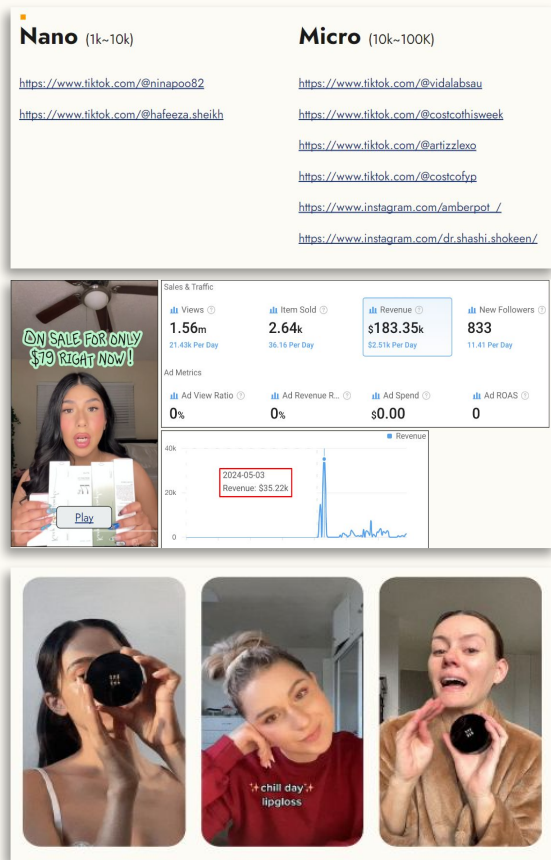 Nano (1k~10k)
Micro (10k~100K)
https://www.tiktok.com/@ninapoo82
https://www.tiktok.com/@hafeeza.sheikh
https://www.tiktok.com/@vidalabsau
https://www.tiktok.com/@costcothisweek
https://www.tiktok.com/@artizzlexo
https://www.tiktok.com/@costcofyp
https://www.instagram.com/amberpot_/
https://www.instagram.com/dr.shashi.shokeen/
ON SALE FOR ONLY
$79 RIGHT NOW!
Play
Sales & Traffic
Views
Item Sold
Revenue
New Followers
1.56m
2.64k
$183.35k
833
21.43k Per Day
36.16 Per Day
$2.51k Per Day
11.41 Per Day
Ad Metrics
Ad View Ratio
Ad Revenue R...
Ad Spend
Ad ROAS
0%
0%
$0.00
0
Revenue
40k
20k
0
2024-05-03
Revenue: $35.22k
chill day
lipgloss